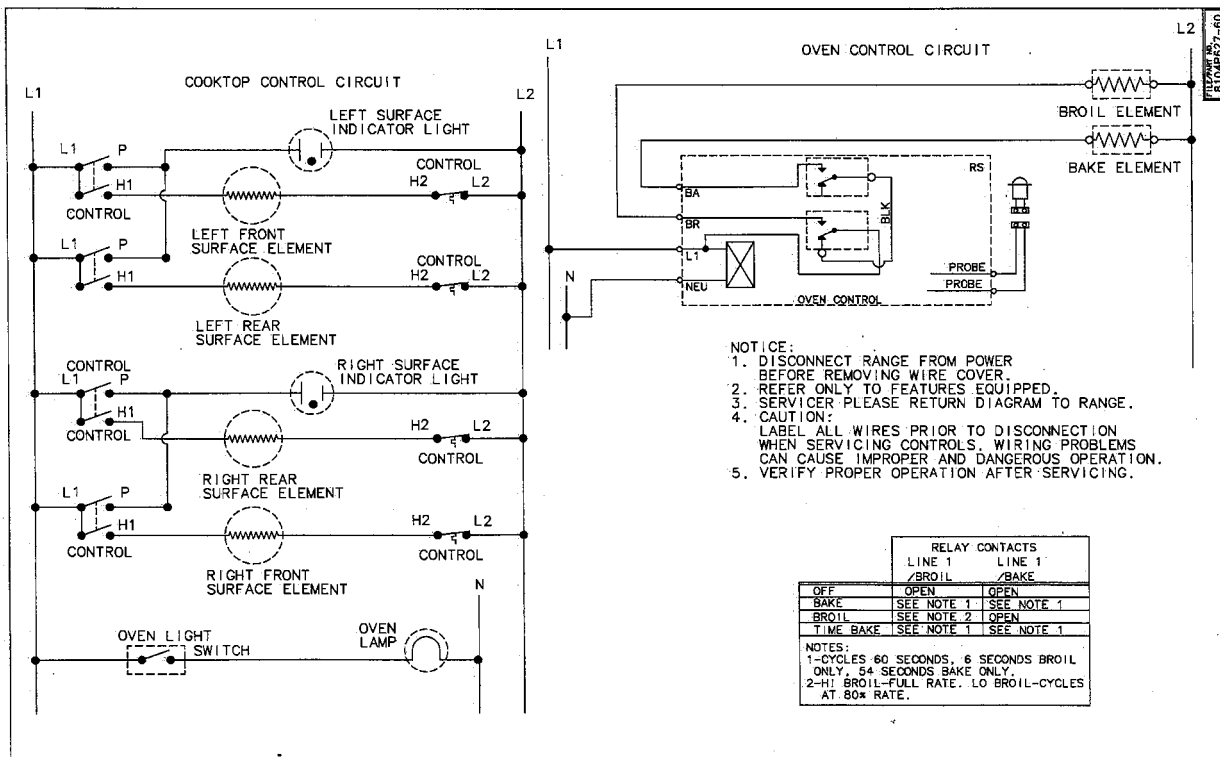 FILE/PART NO.
8104P627-60
L1
OVEN CONTROL CIRCUIT
L2
COOKTOP CONTROL CIRCUIT
L1
L2
LEFT SURFACE
INDICATOR LIGHT
BROIL ELEMENT
BAKE ELEMENT
L1
P
CONTROL
H1
H2
L2
CONTROL
LEFT FRONT
SURFACE ELEMENT
L1
P
CONTROL
H1
H2
L2
CONTROL
LEFT REAR
SURFACE ELEMENT
RS
BA
BR
BLK
L1
N
NEU
PROBE
PROBE
OVEN CONTROL
CONTROL
L1
P
RIGHT SURFACE
INDICATOR LIGHT
H1
H2
L2
CONTROL
RIGHT REAR
SURFACE ELEMENT
L1
P
H1
H2
L2
CONTROL
CONTROL
RIGHT FRONT
SURFACE ELEMENT
N
OVEN LIGHT
SWITCH
OVEN
LAMP
NOTICE:
1. DISCONNECT RANGE FROM POWER
BEFORE REMOVING WIRE COVER.
2. REFER ONLY TO FEATURES EQUIPPED.
3. SERVICER PLEASE RETURN DIAGRAM TO RANGE.
4. CAUTION:
LABEL ALL WIRES PRIOR TO DISCONNECTION
WHEN SERVICING CONTROLS. WIRING PROBLEMS
CAN CAUSE IMPROPER AND DANGEROUS OPERATION.
5. VERIFY PROPER OPERATION AFTER SERVICING.
RELAY CONTACTS
LINE 1 LINE 1
/BROIL /BAKE
OFF OPEN OPEN
BAKE SEE NOTE 1 SEE NOTE 1
BROIL SEE NOTE 2 OPEN
TIME BAKE SEE NOTE 1 SEE NOTE 1
NOTES:
1-CYCLES 60 SECONDS, 6 SECONDS BROIL
ONLY, 54 SECONDS BAKE ONLY.
2-HI BROIL-FULL RATE. LO BROIL-CYCLES
AT 80% RATE.